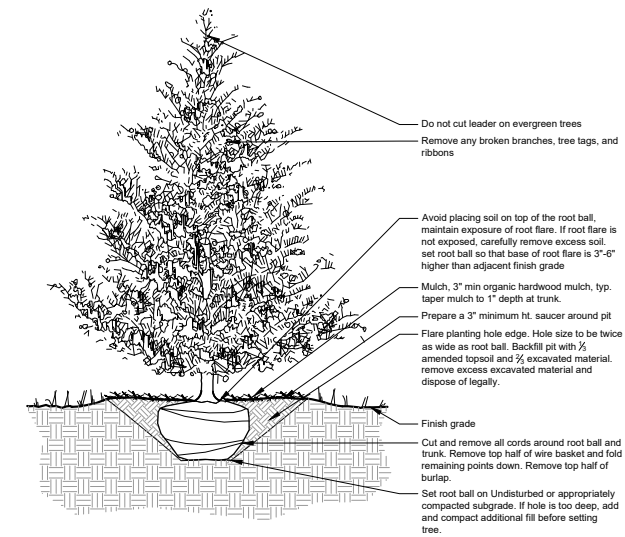 Do not cut leader on evergreen trees
Remove any broken branches, tree tags, and
ribbons
Avoid placing soil on top of the root ball,
maintain exposure of root flare. If root flare is
not exposed, carefully remove excess soil.
set root ball so that base of root flare is 3"-6"
higher than adjacent finish grade
Mulch, 3" min organic hardwood mulch, typ.
taper mulch to 1" depth at trunk.
Prepare a 3" minimum ht. saucer around pit
Flare planting hole edge. Hole size to be twice
as wide as root ball. Backfill pit with ⅓
amended topsoil and ⅔ excavated material.
remove excess excavated material and
dispose of legally.
Finish grade
Cut and remove all cords around root ball and
trunk. Remove top half of wire basket and fold
remaining points down. Remove top half of
burlap.
Set root ball on Undisturbed or appropriately
compacted subgrade. If hole is too deep, add
and compact additional fill before setting
tree.